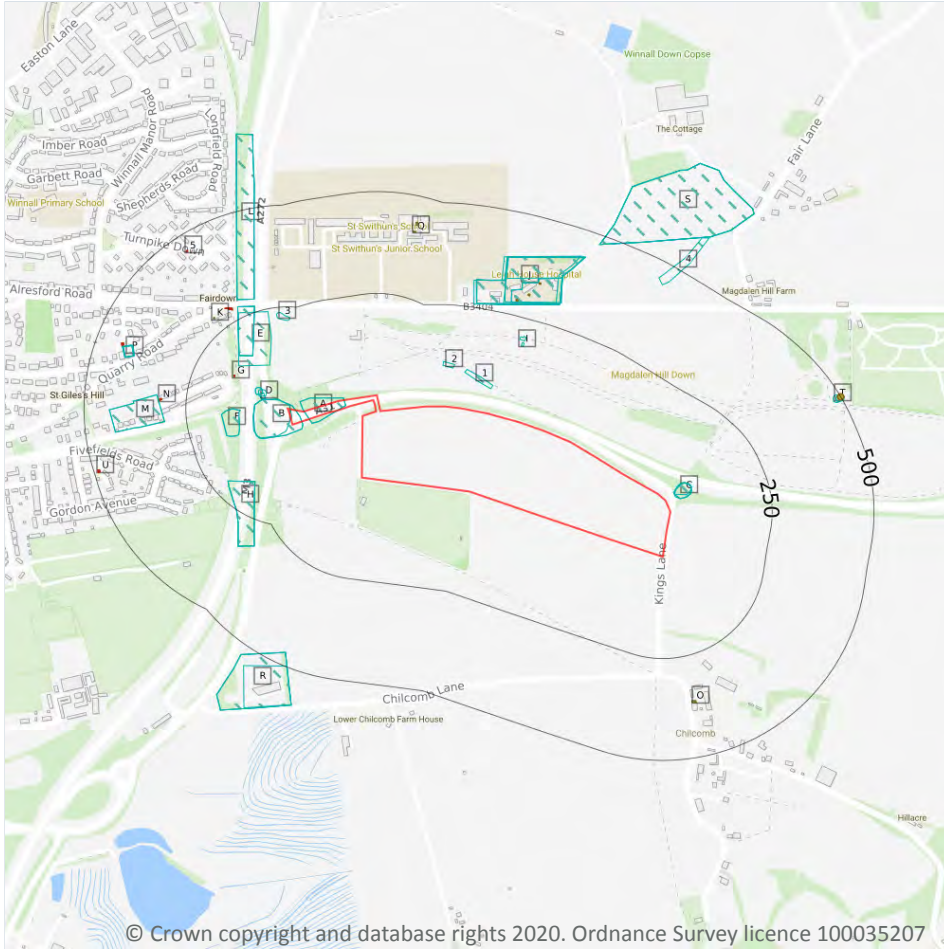 Easton Lane
Winnall Down Copse
Winnall Manor Road
Longfield Road
The Cottage
Imber Road
Fair Lane
Garbett Road
Shepherds Road
Winnall Primary School
S
L
A272
Q
St Swithun's School
5
Turnpike Down
St Swithun's Junior School
4
J
Leigh House Hospital
Alresford Road
Magdalen Hill Farm
Fairdown
K
3
B3404
E
I
P
2
Quarry Road
1
Magdalen Hill Down
G
St Giles's Hill
N
D
T
M
A
A31
F
B
Fivefields Road
U
500
C
250
H
M3
Gordon Avenue
Kings Lane
R
Chilcomb Lane
O
Lower Chilcomb Farm House
Chilcomb
Hillacre
© Crown copyright and database rights 2020. Ordnance Survey licence 100035207